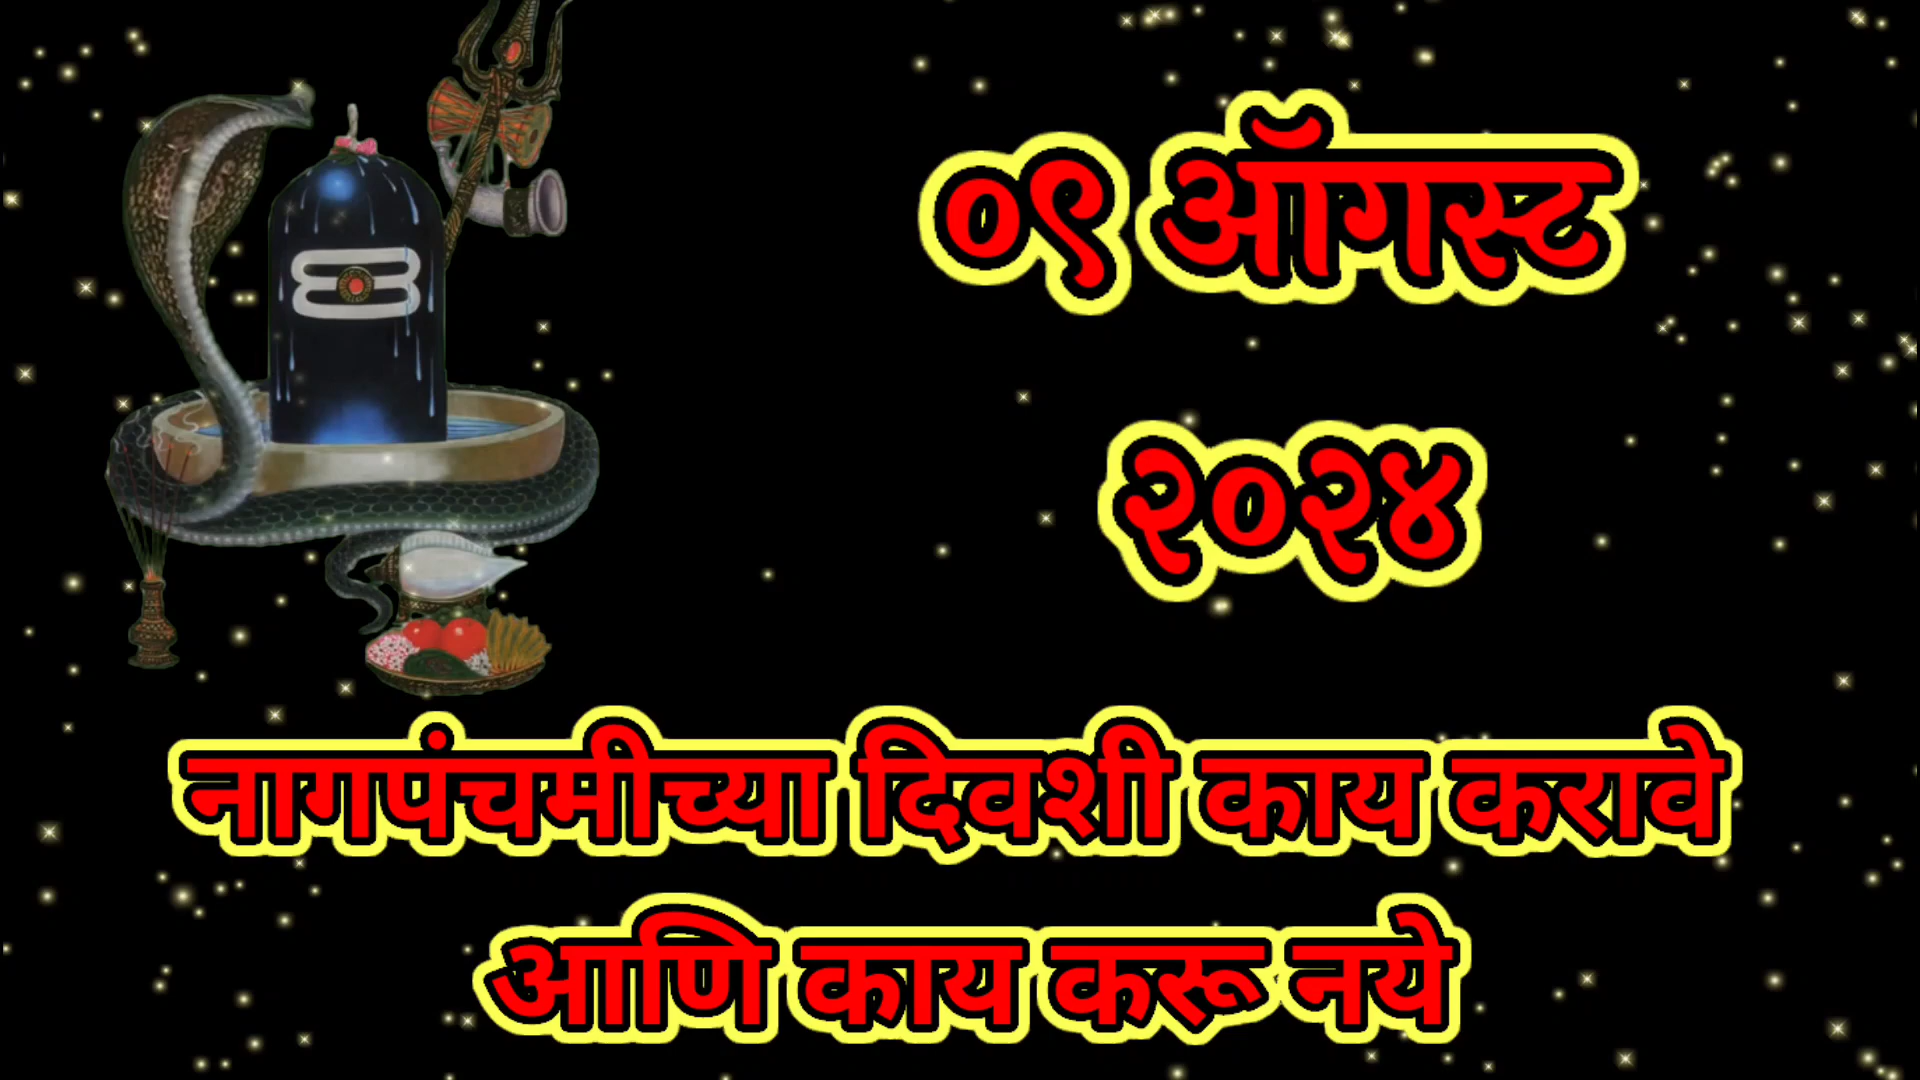 ०९ ऑगस्ट
२०२४
नागपंचमीच्या दिवशी काय करावे
आणि काय करू नये